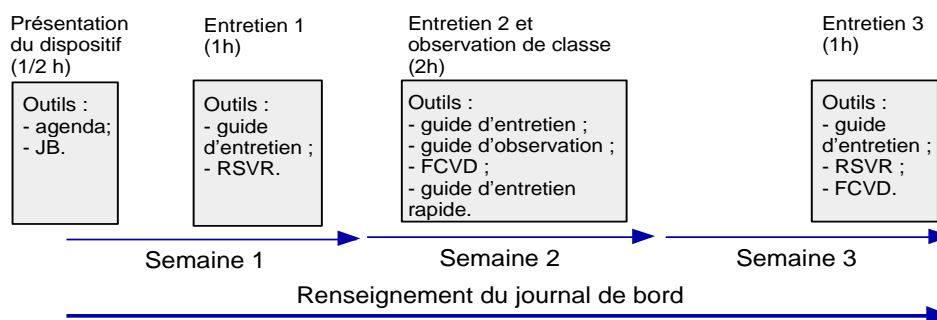 Présentation
du dispositif
(1/2 h)
Outils :
- agenda;
- JB.
Entretien 1
(1h)
Outils :
- guide
d'entretien ;
- RSVR.
Entretien 2 et
observation de classe
(2h)
Outils :
- guide d'entretien ;
- guide d'observation ;
- FCVD ;
- guide d'entretien
rapide.
Entretien 3
(1h)
Outils :
- guide
d'entretien ;
- RSVR ;
- FCVD.
Semaine 1
Semaine 2
Semaine 3
Renseignement du journal de bord